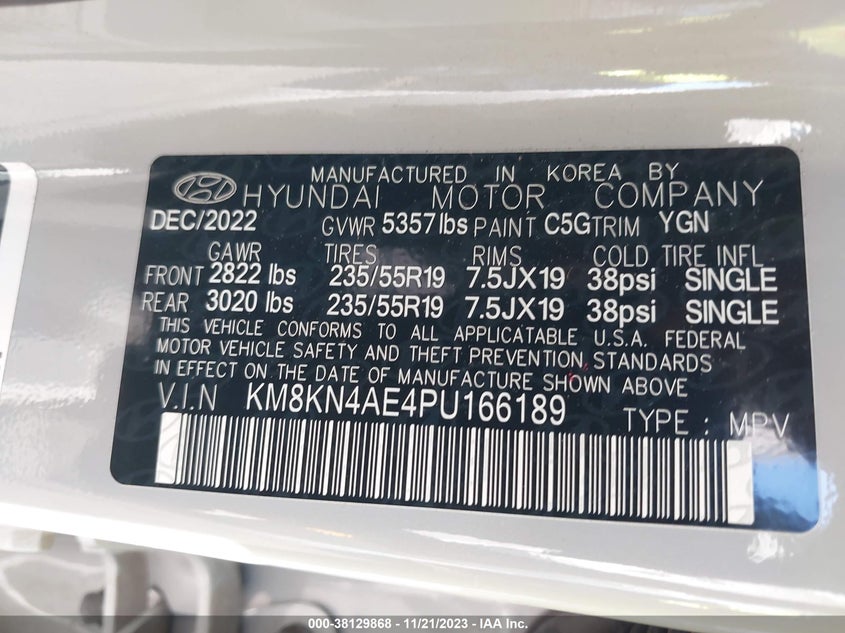 MANUFACTURED IN KOREA BY
HYUNDAI MOTOR COMPANY
DEC/2022 GVWR 5357lbs PAINT C5G TRIM YGN
GAWR TIRES RIMS COLD TIRE INFL
FRONT 2822 lbs 235/55R19 7.5JX19 38psi SINGLE
REAR 3020 lbs 235/55R19 7.5JX19 38psi SINGLE
THIS VEHICLE CONFORMS TO ALL APPLICATABLE U.S.A. FEDERAL
MOTOR VEHICLE SAFETY AND THEFT PREVENTION STANDARDS
IN EFFECT ON THE DATE OF MANUFACTURE SHOWN ABOVE
V.I.N KM8KN4AE4PU166189 TYPE : MPV
000-38129868 - 11/21/2023 - IAA Inc.